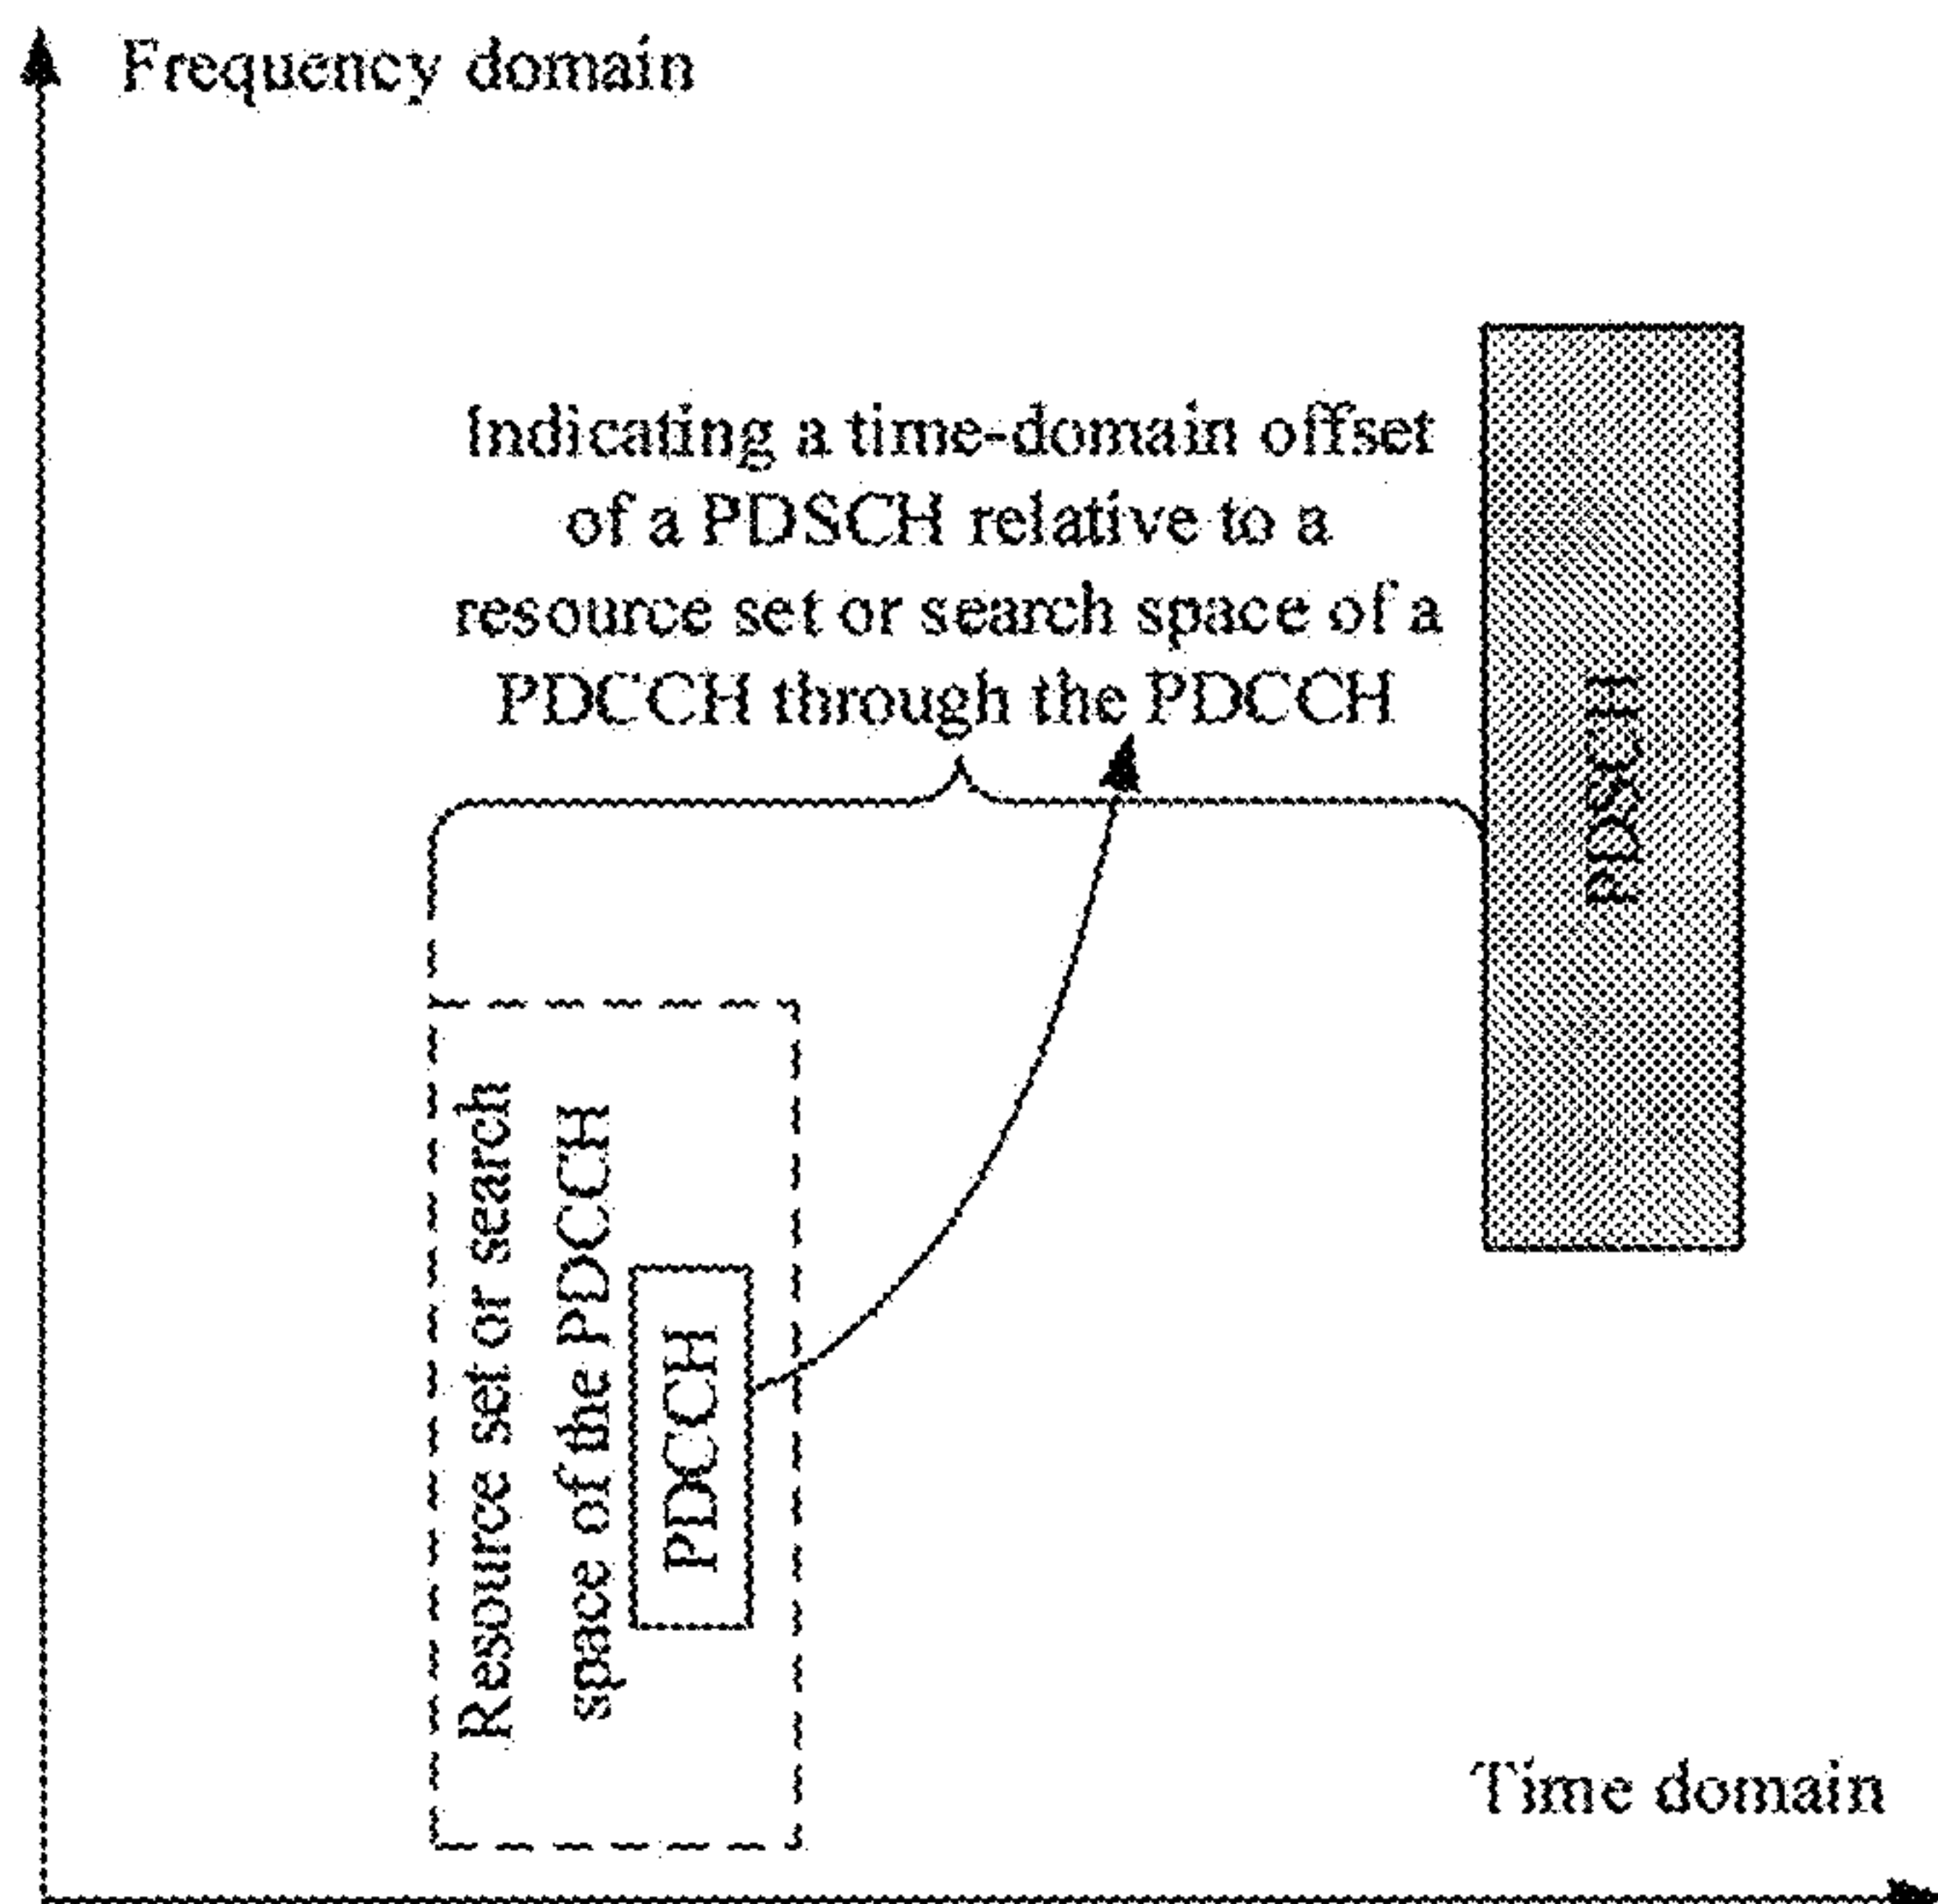 Frequency domain
Indicating a time-domain offset
of a PDSCH relative to a
resource set or search space of a
PDCCH through the PDCCH
PDSCH
Resource set or search
space of the PDCCH
PDCCH
Time domain